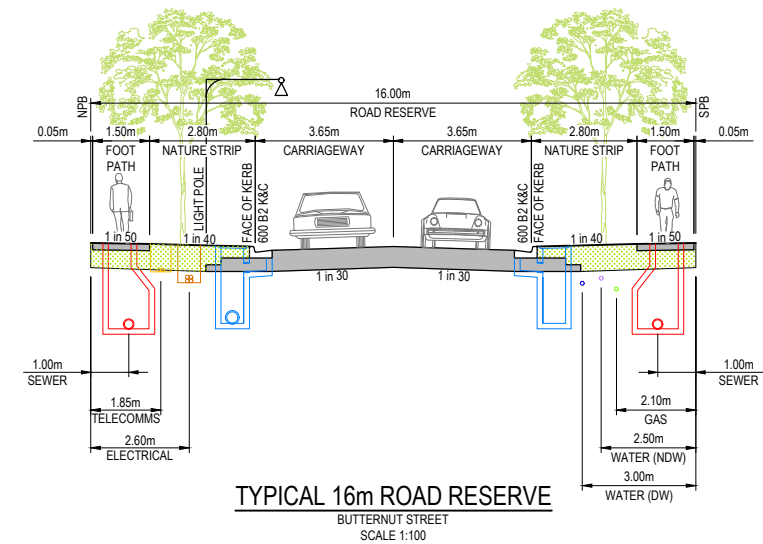 NPB
SPB
16.00m
ROAD RESERVE
0.05m
1.50m
2.80m
3.65m
3.65m
2.80m
1.50m
0.05m
FOOT
PATH
NATURE STRIP
CARRIAGEWAY
CARRIAGEWAY
NATURE STRIP
FOOT
PATH
LIGHT POLE
FACE OF KERB
600 B2 K&C
600 B2 K&C
FACE OF KERB
1 in 50
1 in 40
1 in 30
1 in 30
1 in 40
1 in 50
1.00m
SEWER
1.00m
SEWER
1.85m
TELECOMMS
2.10m
GAS
2.60m
ELECTRICAL
2.50m
WATER (NDW)
3.00m
WATER (DW)
TYPICAL 16m ROAD RESERVE
BUTTERNUT STREET
SCALE 1:100